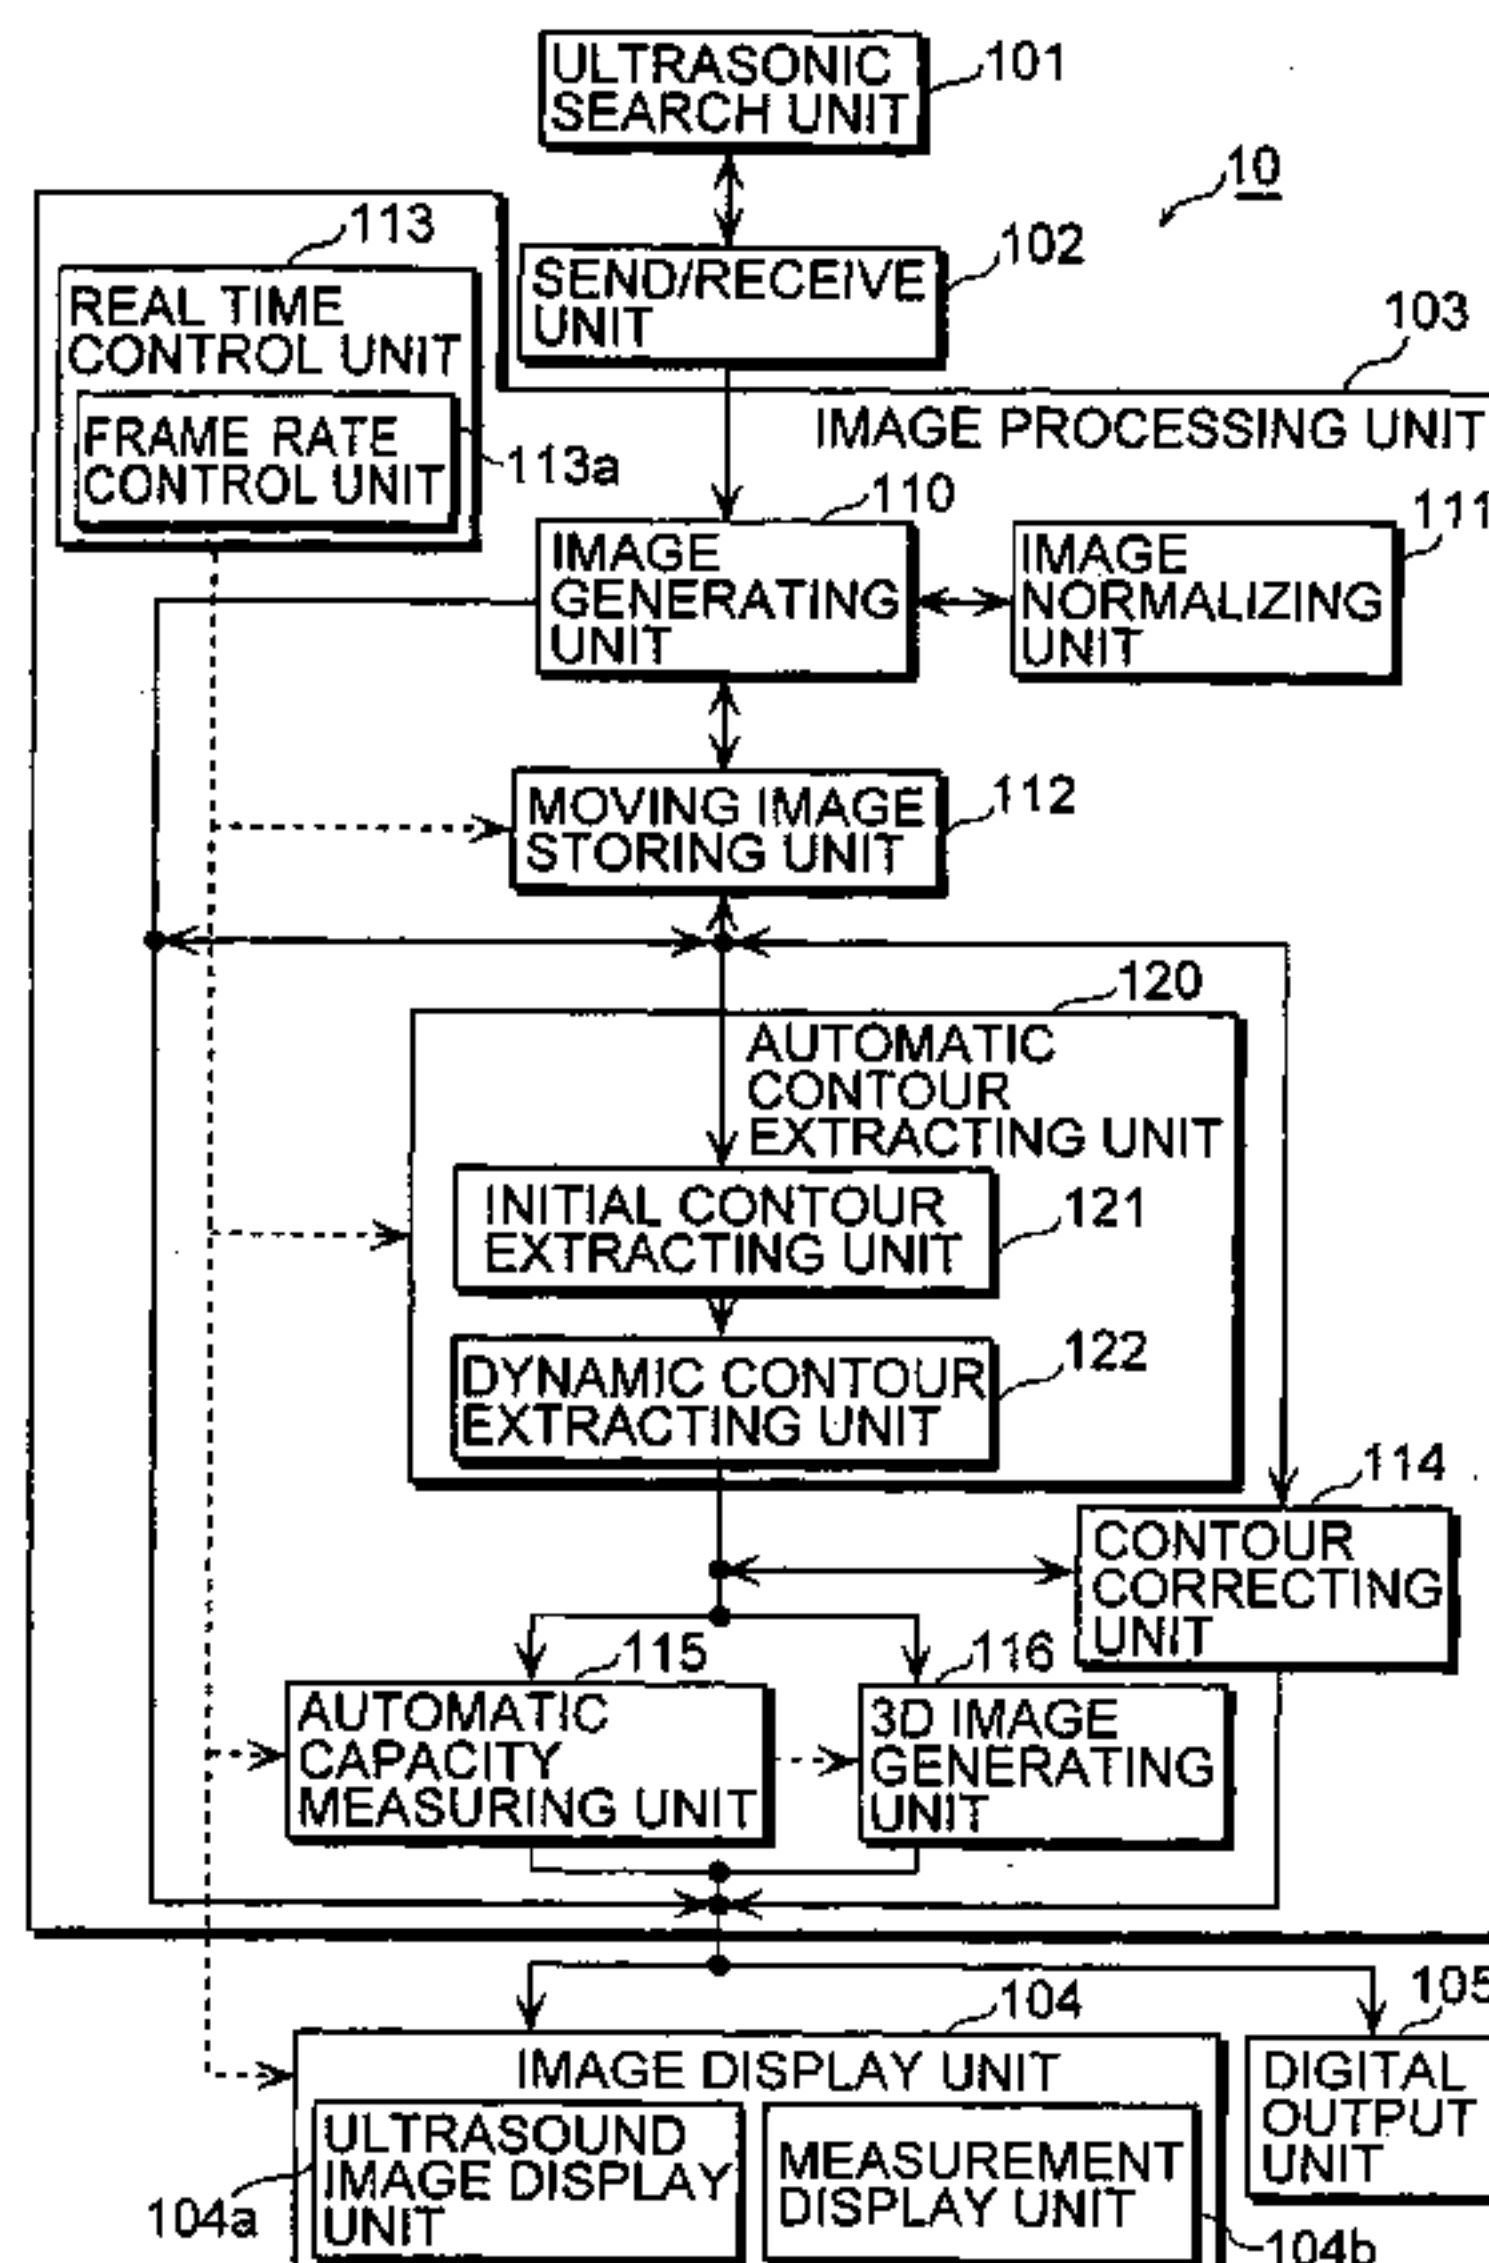 ULTRASONIC
SEARCH UNIT
101
10
113
REAL TIME
CONTROL UNIT
FRAME RATE
CONTROL UNIT
113a
SEND/RECEIVE
UNIT
102
103
IMAGE PROCESSING UNIT
110
IMAGE
GENERATING
UNIT
111
IMAGE
NORMALIZING
UNIT
MOVING IMAGE
STORING UNIT
112
120
AUTOMATIC
CONTOUR
EXTRACTING UNIT
INITIAL CONTOUR
EXTRACTING UNIT
121
DYNAMIC CONTOUR
EXTRACTING UNIT
122
114
CONTOUR
CORRECTING
UNIT
115
AUTOMATIC
CAPACITY
MEASURING UNIT
116
3D IMAGE
GENERATING
UNIT
104
IMAGE DISPLAY UNIT
ULTRASOUND
IMAGE DISPLAY
UNIT
104a
MEASUREMENT
DISPLAY UNIT
104b
105
DIGITAL
OUTPUT
UNIT